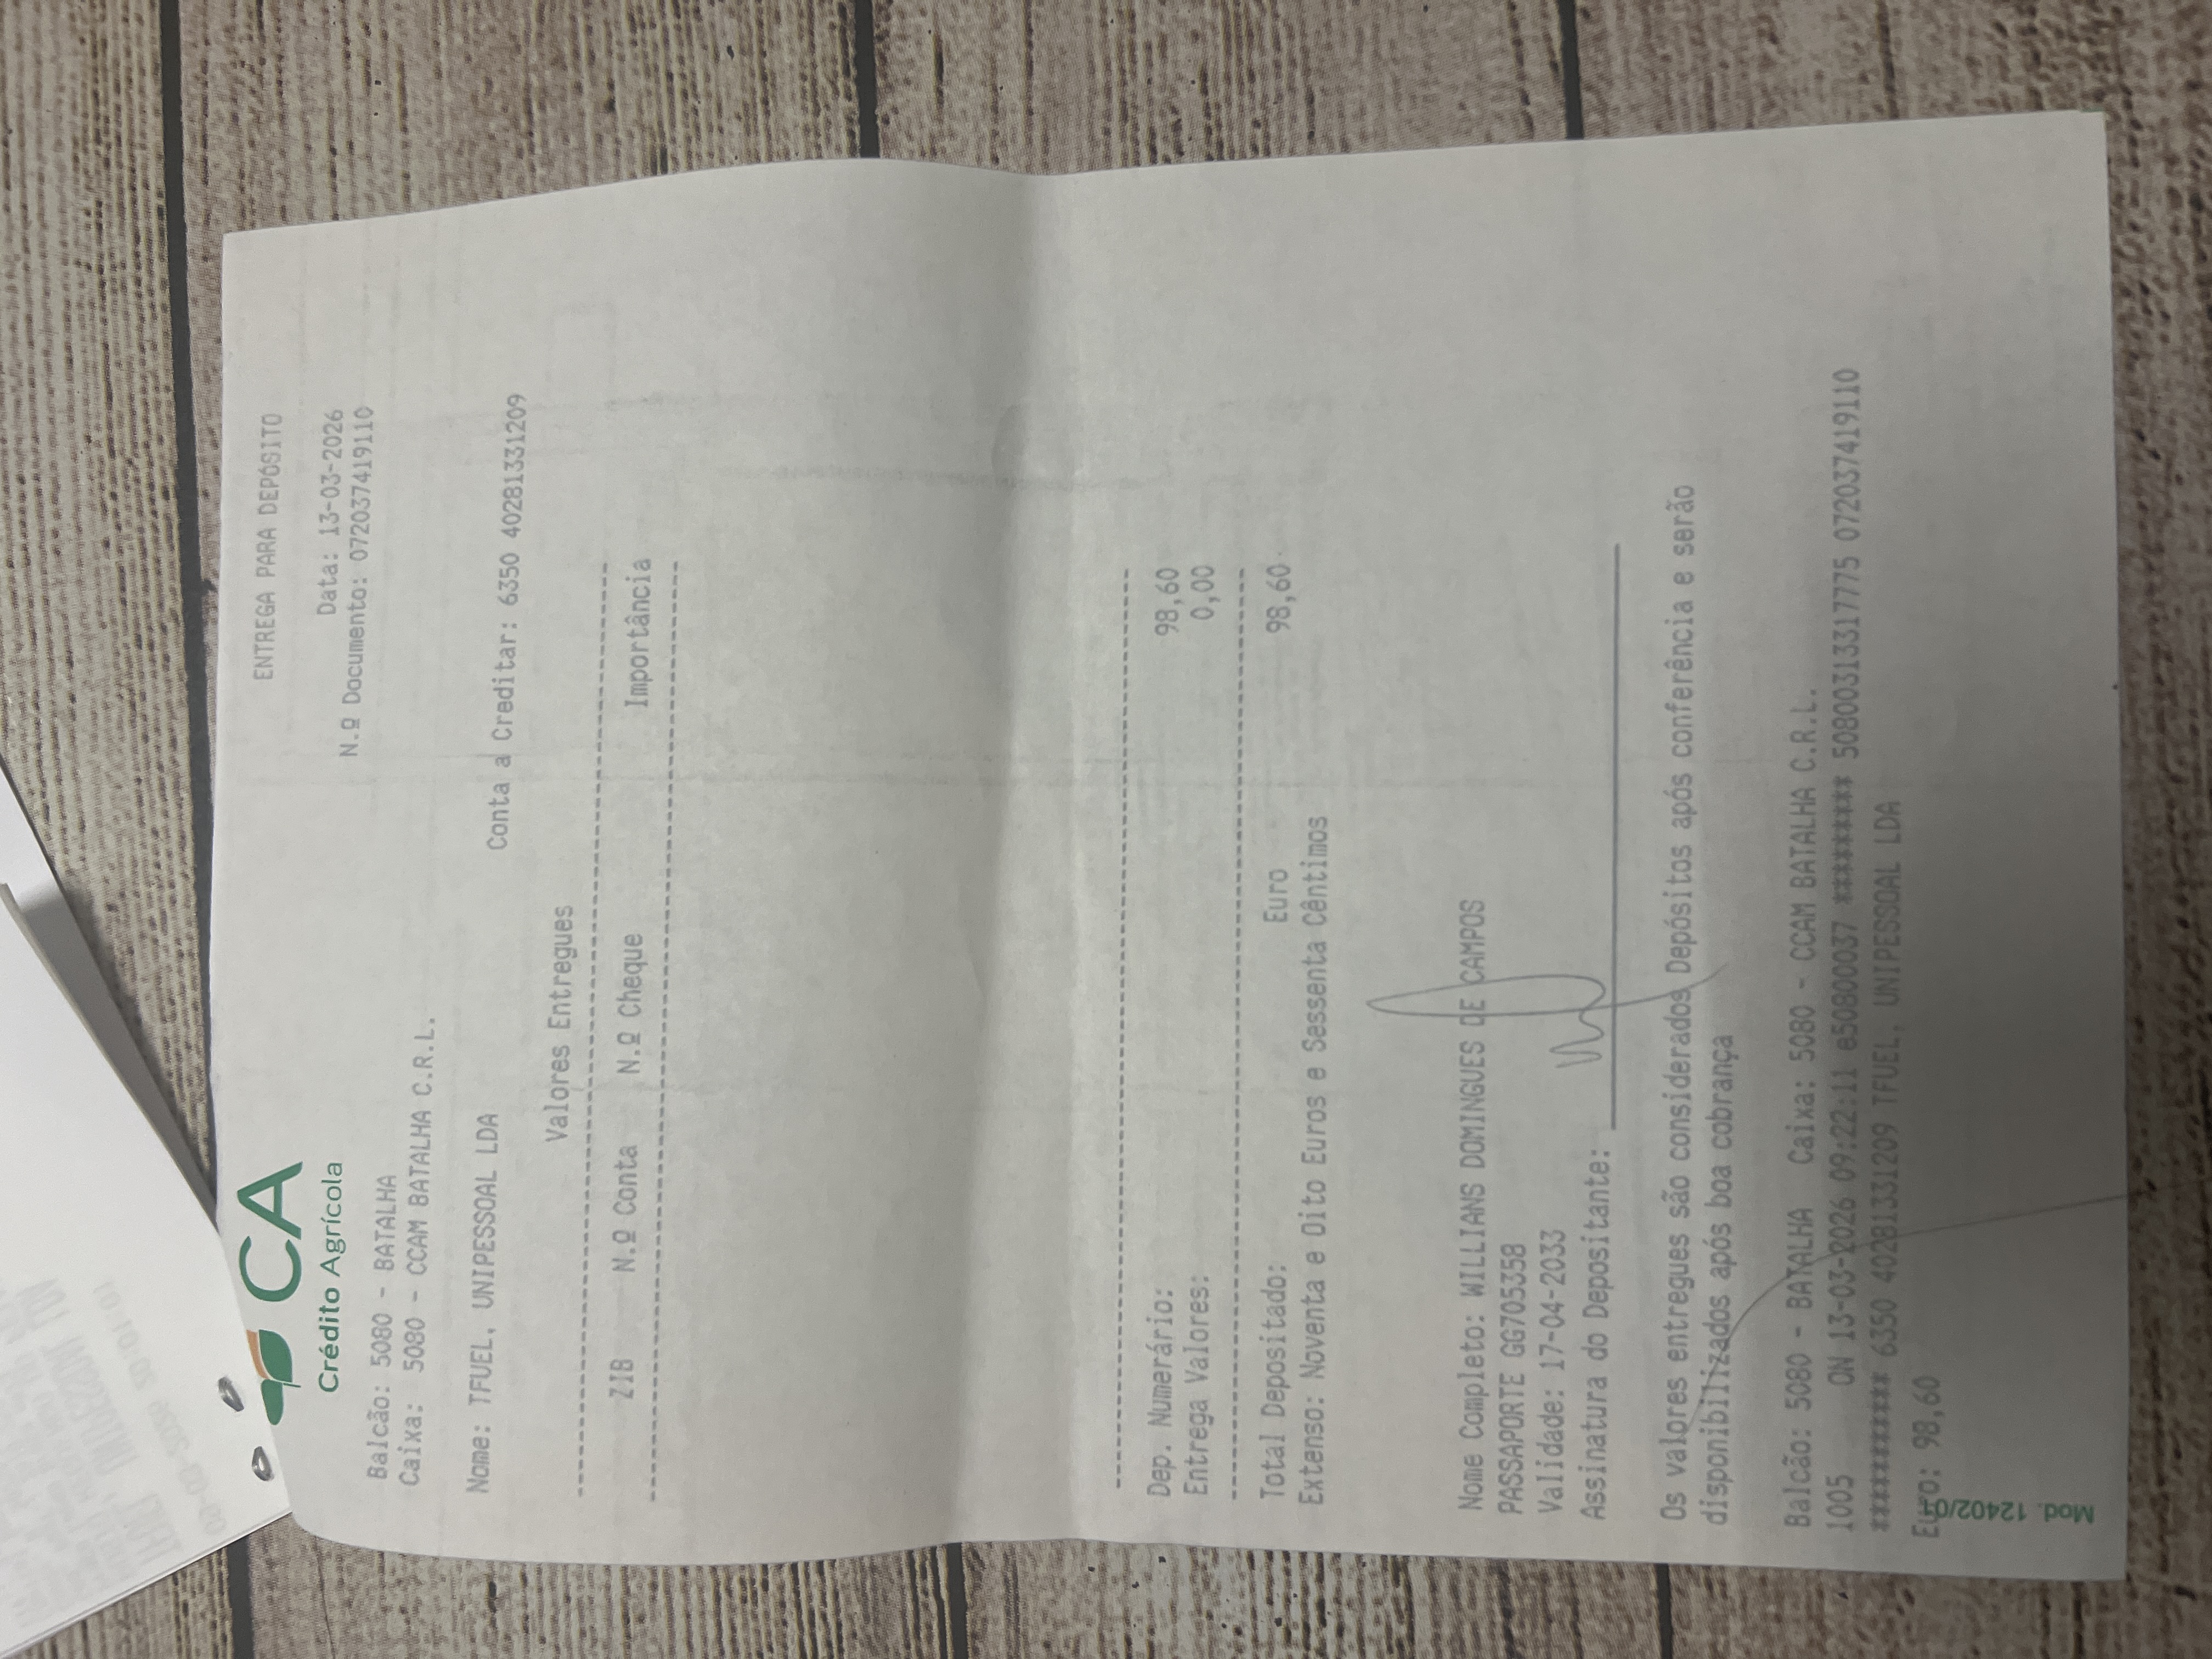 CA
Crédito Agrícola
ENTREGA PARA DEPÓSITO
Data: 13-03-2026
N.º Documento: 072037419110
Balcão: 5080 - BATALHA
Caixa: 5080 - CCAM BATALHA C.R.L.
Nome: TFUEL, UNIPESSOAL LDA
Conta a Creditar: 6350 40281331209
Valores Entregues
ZIB N.º Conta N.º Cheque Importância
Dep. Numerário: 98,60
Entrega Valores: 0,00
Total Depositado: Euro 98,60
Extenso: Noventa e Oito Euros e Sessenta Cêntimos
Nome Completo: WILLIANS DOMINGUES DE CAMPOS
PASSAPORTE GG705358
Validade: 17-04-2033
Assinatura do Depositante:
Os valores entregues são considerados Depósitos após conferência e serão
disponibilizados após boa cobrança
Balcão: 5080 - BATALHA Caixa: 5080 - CCAM BATALHA C.R.L.
1005 ON 13-03-2026 09:22:11 e50800037 ********* 50800313317775 072037419110
********** 6350 40281331209 TFUEL, UNIPESSOAL LDA
Euro: 98,60